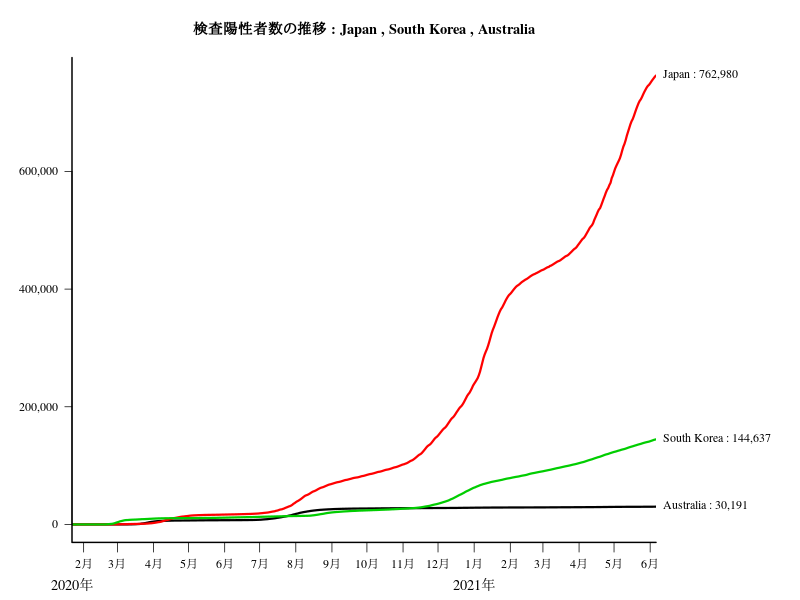 検査陽性者数の推移 : Japan , South Korea , Australia
Japan : 762,980
600,000
400,000
200,000
South Korea : 144,637
Australia : 30,191
0
2月 3月 4月 5月 6月 7月 8月 9月 10月 11月 12月 1月 2月 3月 4月 5月 6月
2020年 2021年